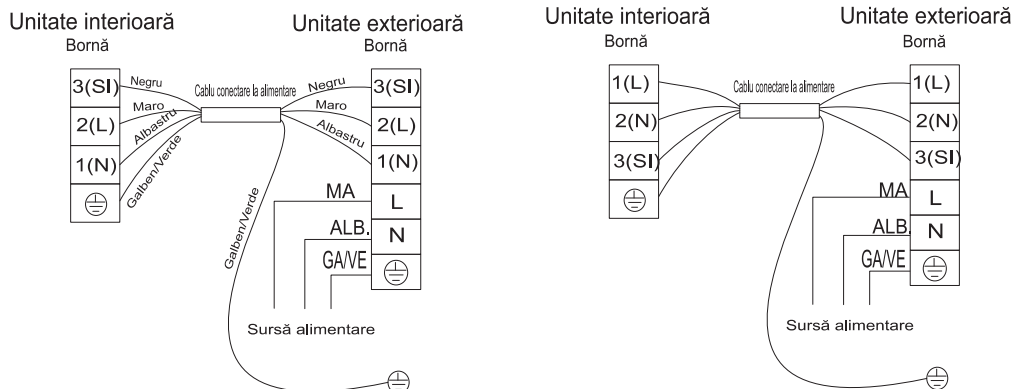 Unitate interioară
Bornă
Unitate exterioară
Bornă
3(SI)
2(L)
1(N)
Negru
Maro
Albastru
Galben/Verde
Cablu conectare la alimentare
Negru
Maro
Albastru
Galben/Verde
3(SI)
2(L)
1(N)
L
N
MA
ALB.
GA/VE
Sursă alimentare
Unitate interioară
Bornă
Unitate exterioară
Bornă
1(L)
2(N)
3(SI)
Cablu conectare la alimentare
1(L)
2(N)
3(SI)
L
N
MA
ALB.
GA/VE
Sursă alimentare